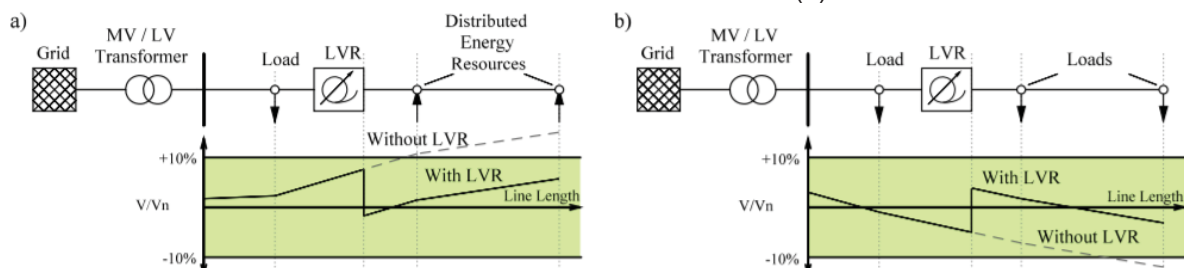 a)
Grid
MV / LV
Transformer
Load
LVR
Distributed
Energy
Resources
Without LVR
+10%
With LVR
V/Vn
Line Length
-10%
b)
Grid
MV / LV
Transformer
Load
LVR
Loads
+10%
With LVR
V/Vn
Line Length
Without LVR
-10%